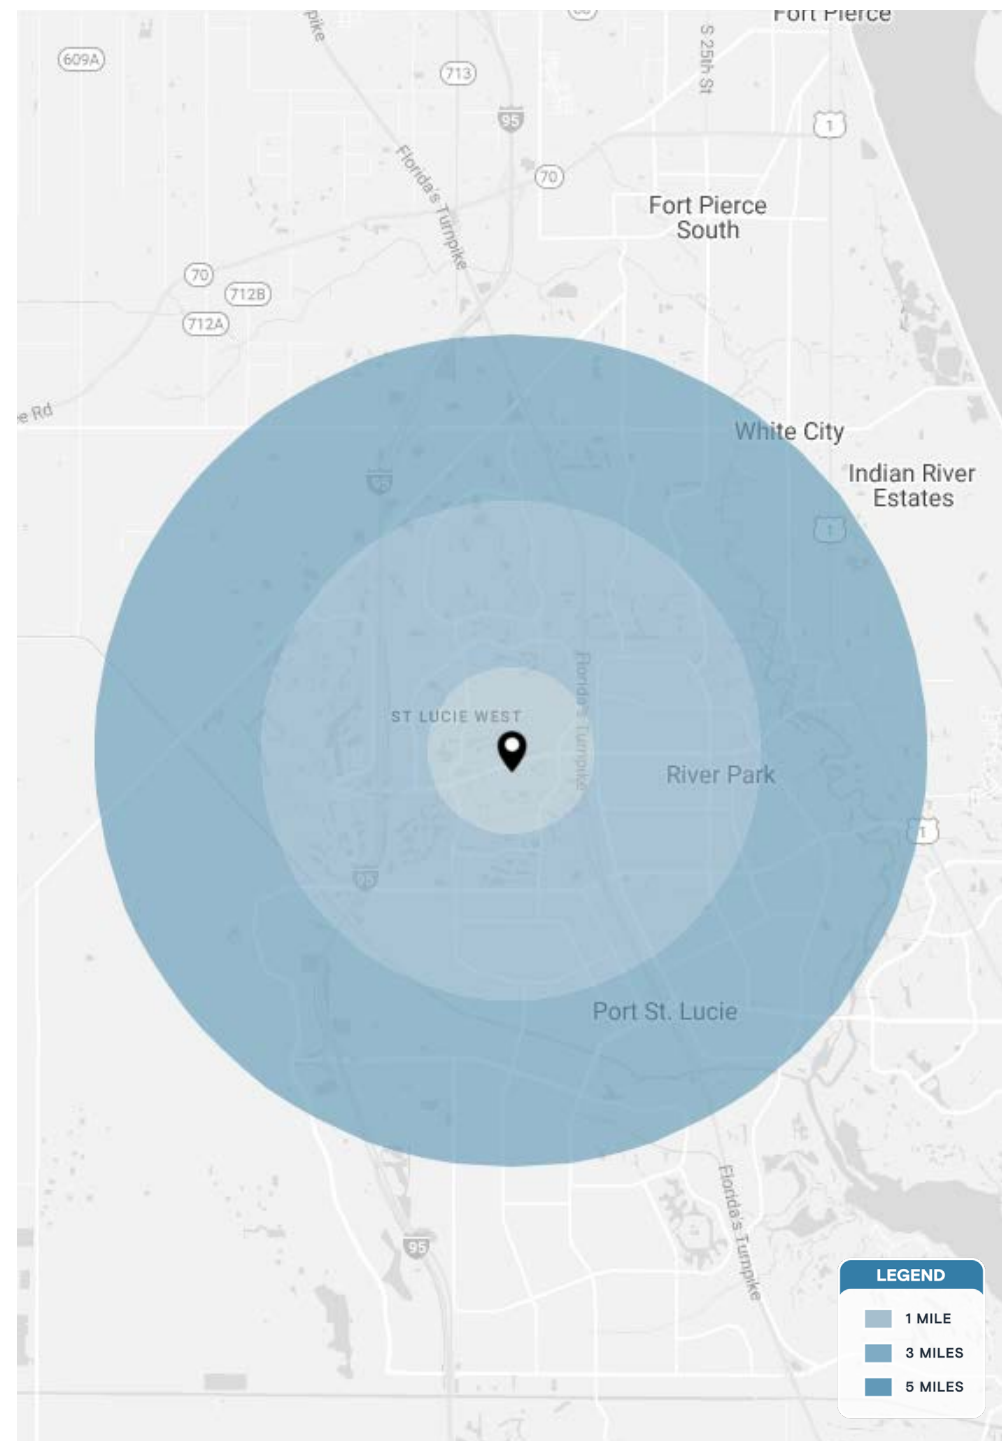 Fort Pierce
pike
S 25th St
609A
713
95
1
70
Florida's Turnpike
Fort Pierce
South
70
712B
712A
e Rd
White City
Indian River
Estates
95
1
Florida's Turnpike
ST LUCIE WEST
River Park
1
95
Port St. Lucie
Florida's Turnpike
95
LEGEND
1 MILE
3 MILES
5 MILES